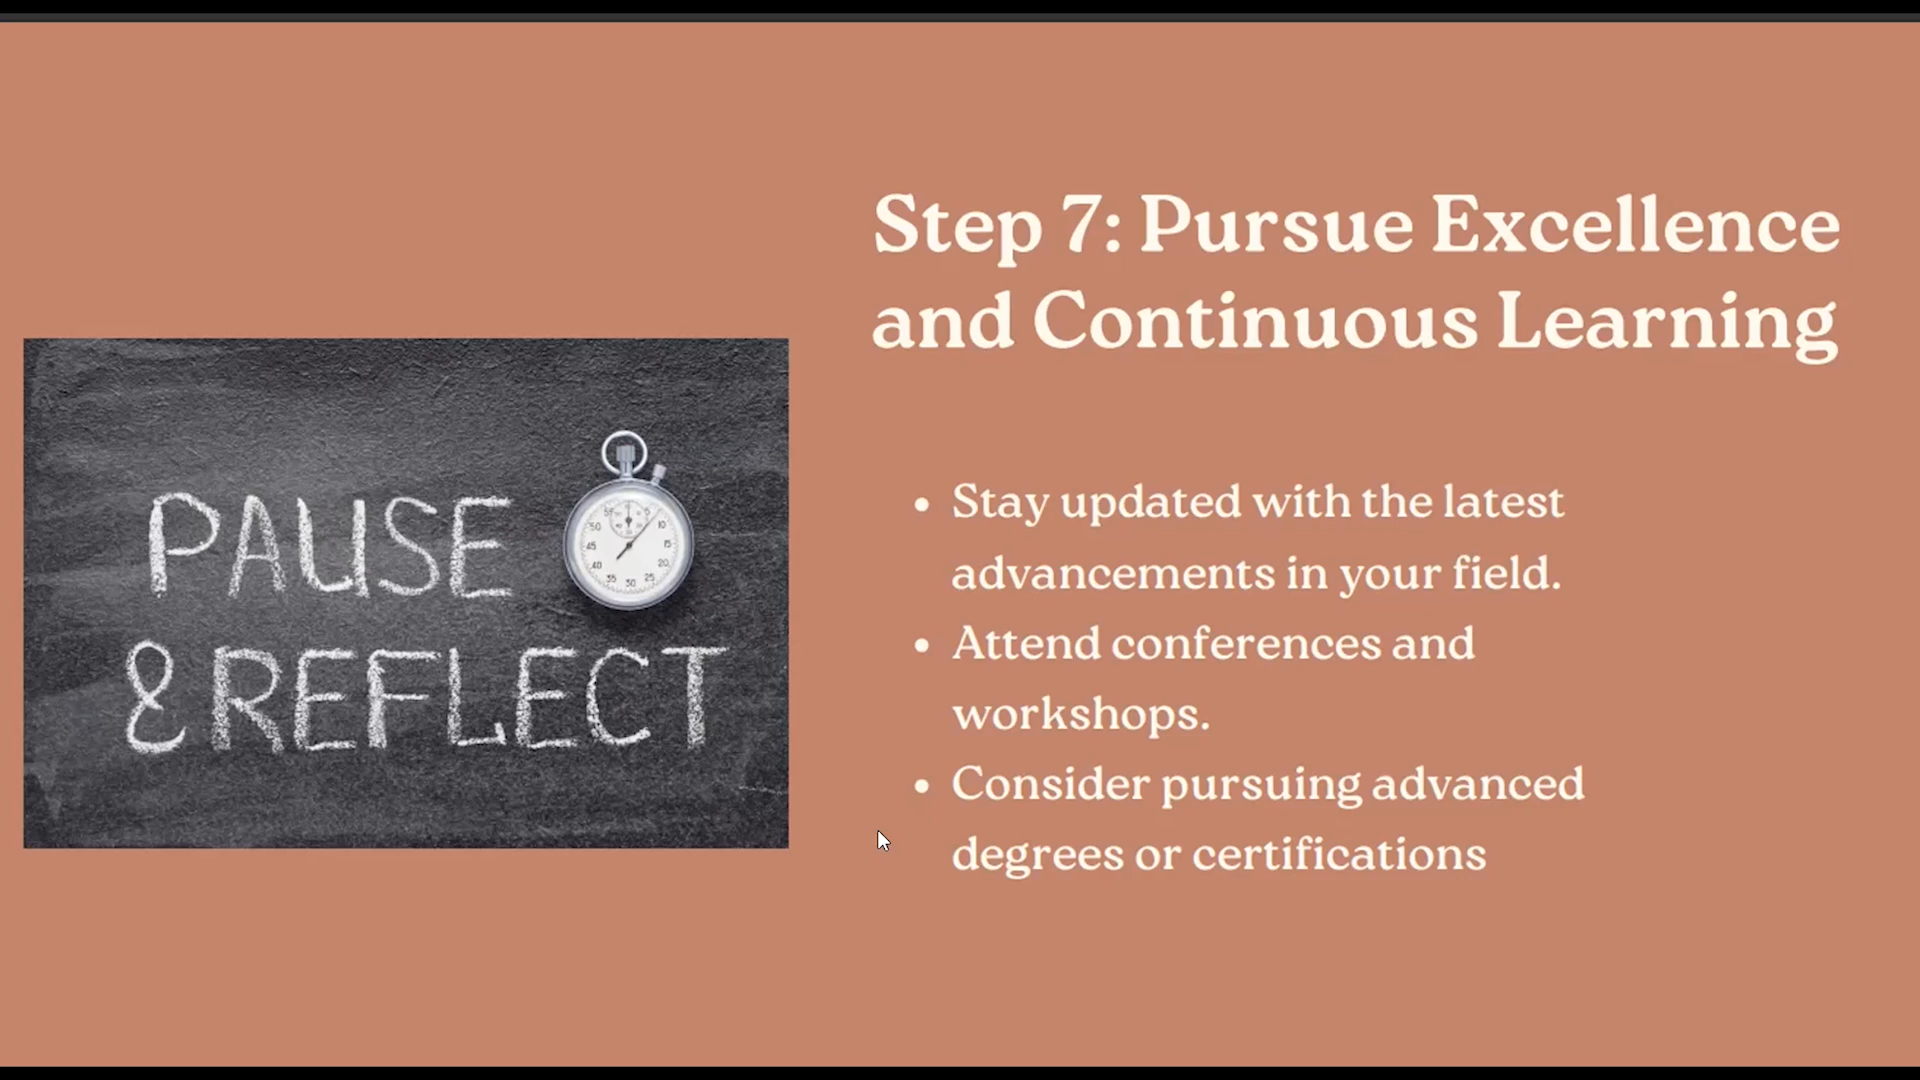 Step 7: Pursue Excellence
and Continuous Learning
PAUSE
& REFLECT
• Stay updated with the latest
advancements in your field.
• Attend conferences and
workshops.
• Consider pursuing advanced
degrees or certifications